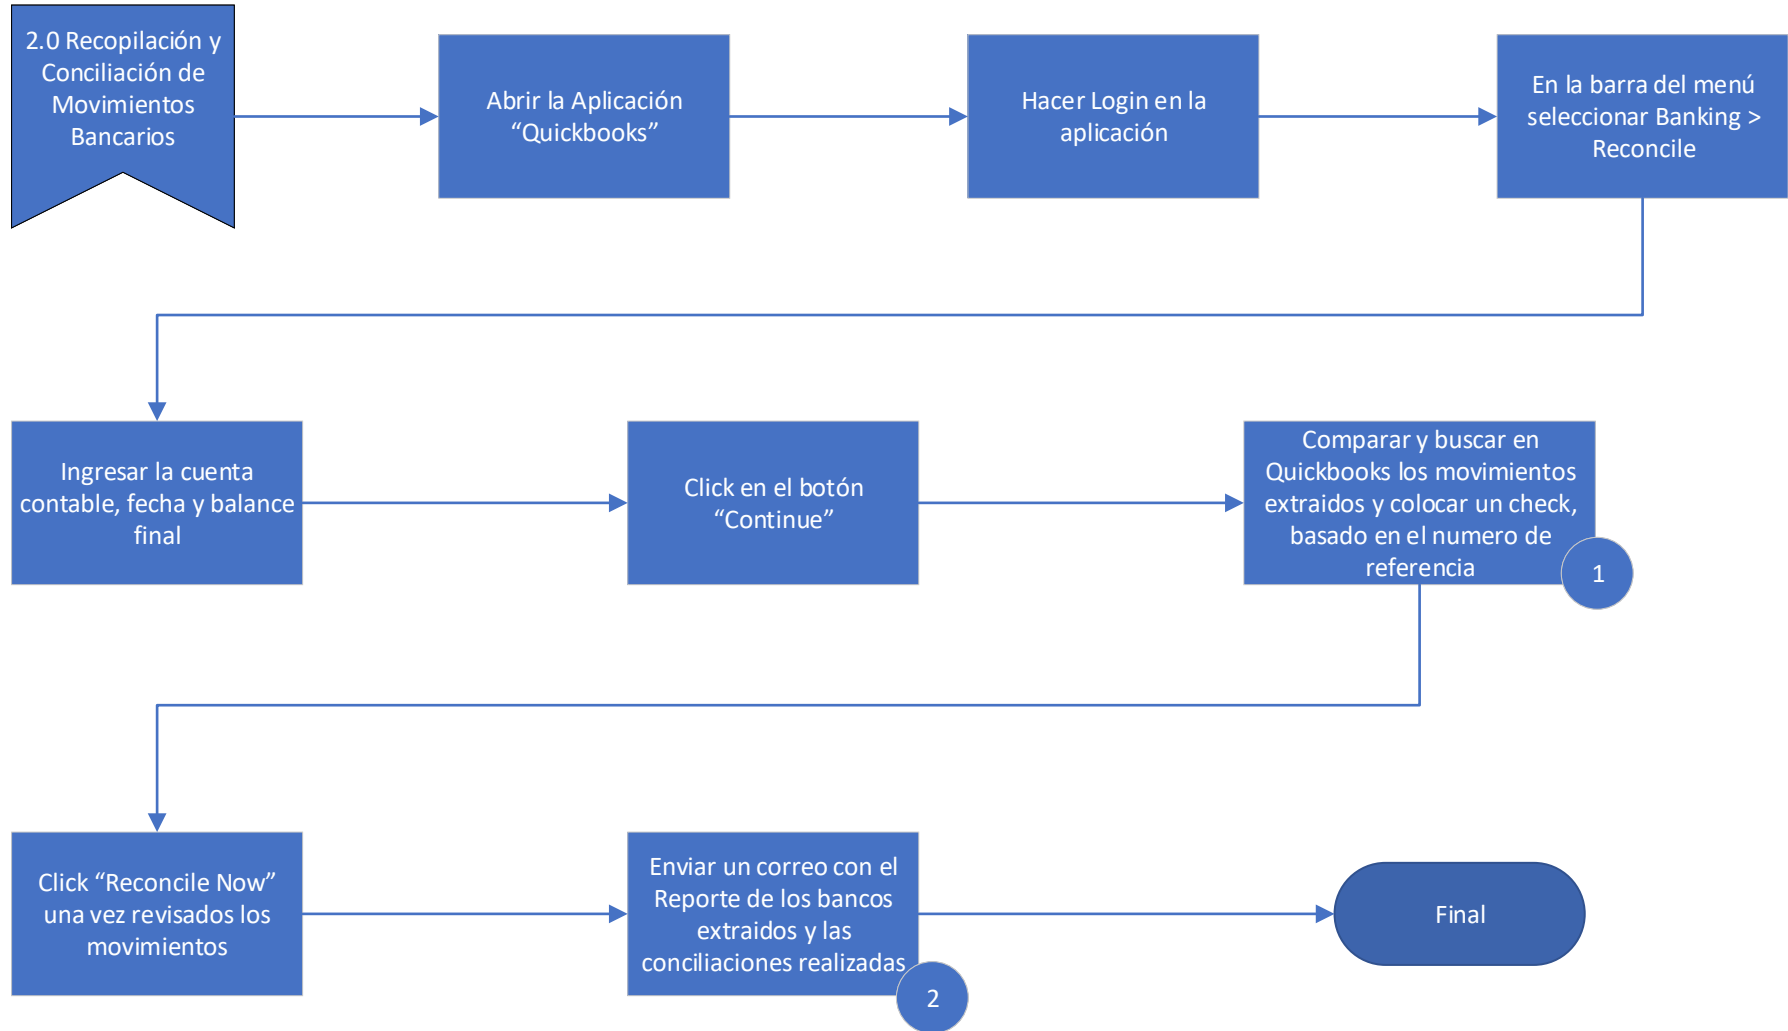 2.0 Recopilación y
Conciliación de
Movimientos
Bancarios
Abrir la Aplicación
“Quickbooks”
Hacer Login en la
aplicación
En la barra del menú
seleccionar Banking >
Reconcile
Ingresar la cuenta
contable, fecha y balance
final
Click en el botón
“Continue”
Comparar y buscar en
Quickbooks los movimientos
extraidos y colocar un check,
basado en el numero de
referencia
1
Click “Reconcile Now”
una vez revisados los
movimientos
Enviar un correo con el
Reporte de los bancos
extraidos y las
conciliaciones realizadas
2
Final